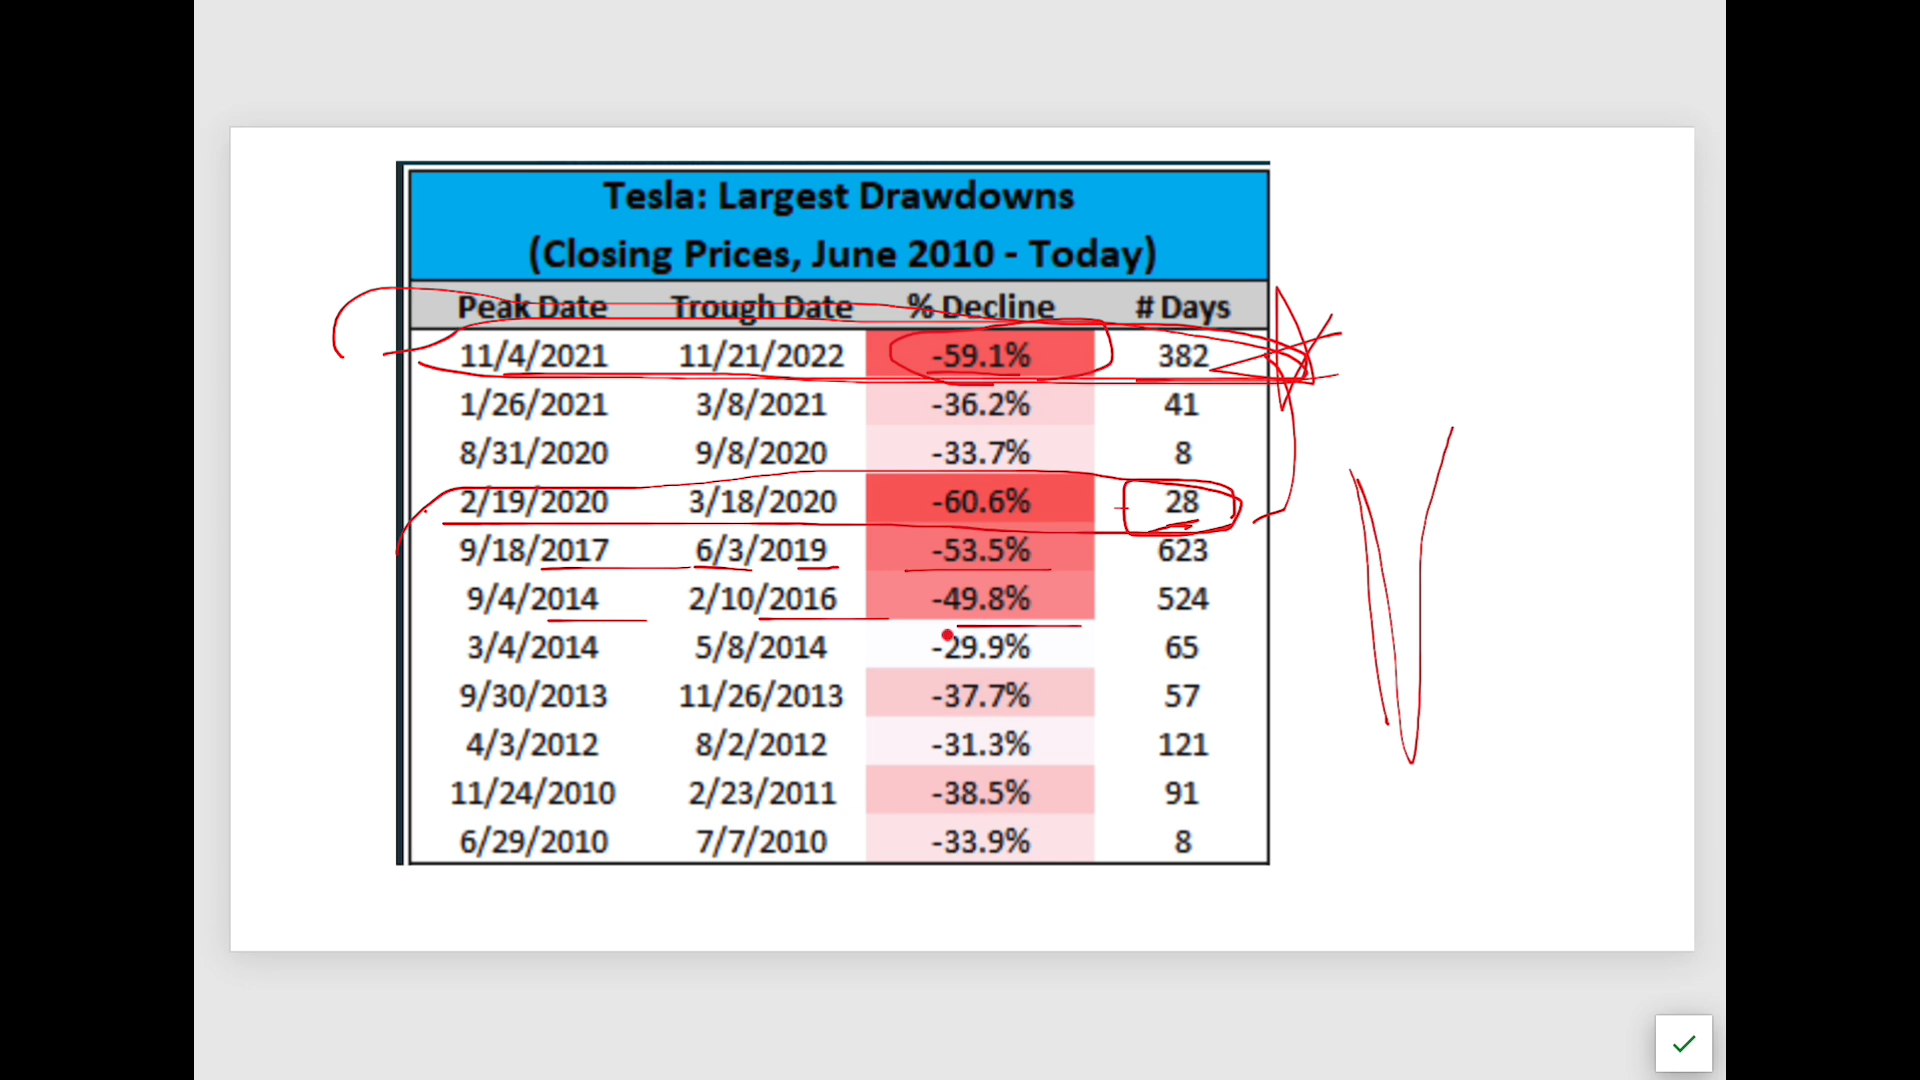 Tesla: Largest Drawdowns
(Closing Prices, June 2010 - Today)
Peak Date Trough Date % Decline # Days
11/4/2021 11/21/2022 -59.1% 382
1/26/2021 3/8/2021 -36.2% 41
8/31/2020 9/8/2020 -33.7% 8
2/19/2020 3/18/2020 -60.6% 28
9/18/2017 6/3/2019 -53.5% 623
9/4/2014 2/10/2016 -49.8% 524
3/4/2014 5/8/2014 -29.9% 65
9/30/2013 11/26/2013 -37.7% 57
4/3/2012 8/2/2012 -31.3% 121
11/24/2010 2/23/2011 -38.5% 91
6/29/2010 7/7/2010 -33.9% 8